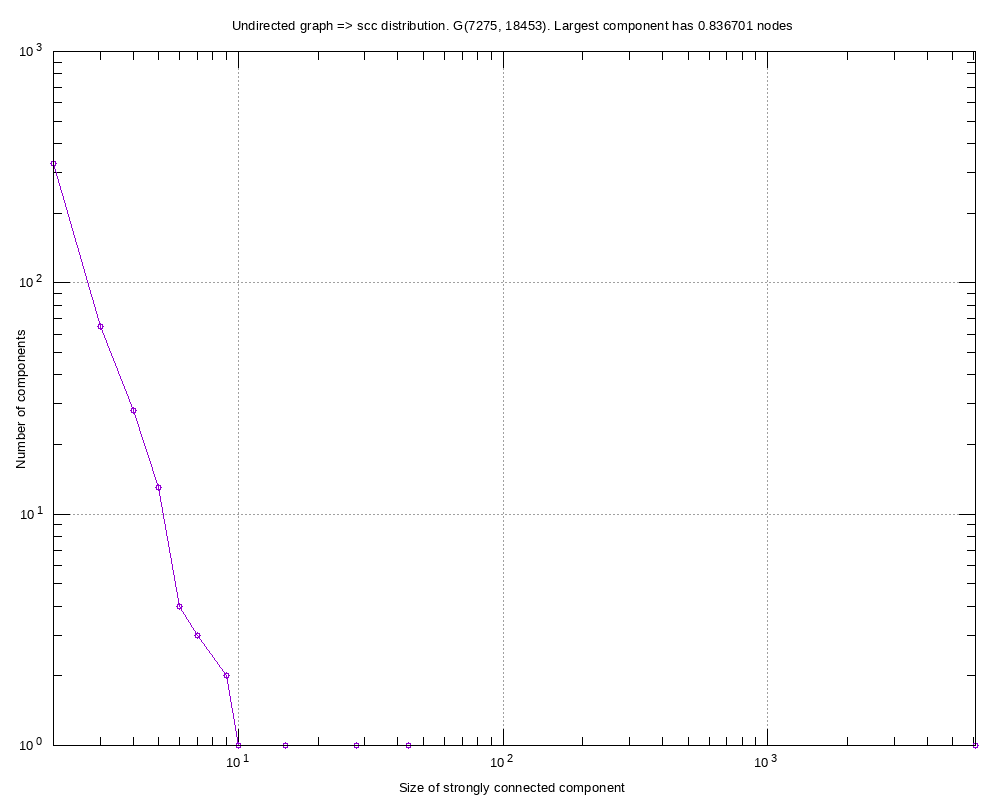 Undirected graph => scc distribution. G(7275, 18453). Largest component has 0.836701 nodes
10^3
10^2
10^1
10^0
Number of components
10^1 10^2 10^3
Size of strongly connected component